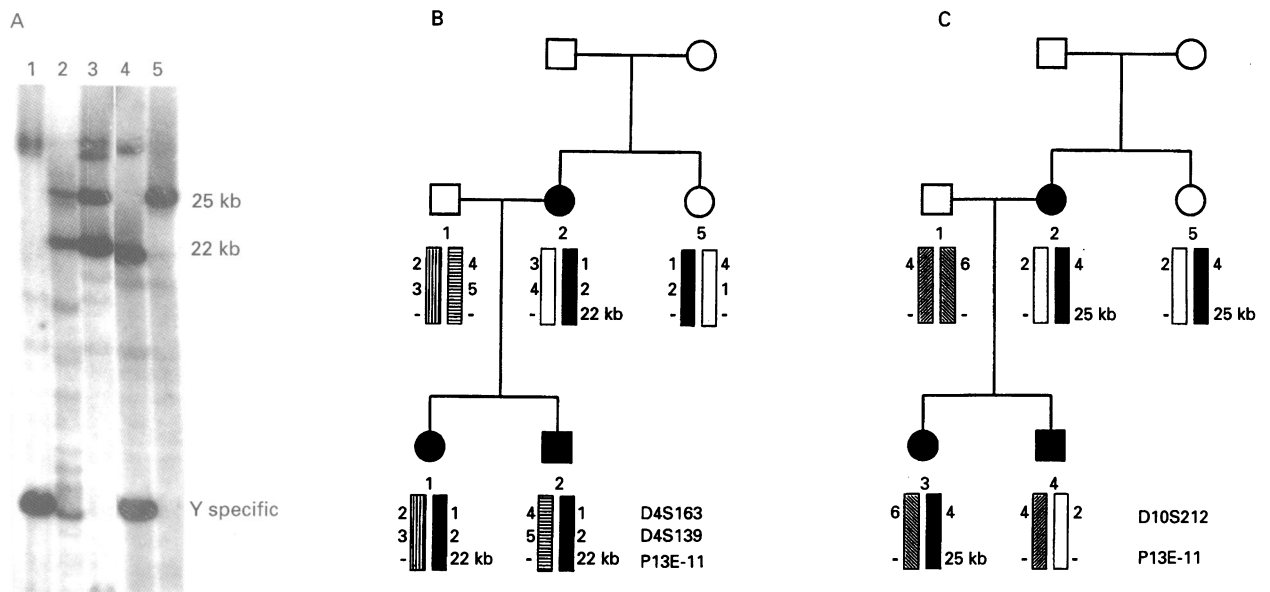 A
1 2 3 4 5
25 kb
22 kb
Y specific
B
1 2 5
2 4 3 1 1 4
3 5 4 2 2 1
- - - 22 kb - -
1 2
2 1 4 1 D4S163
3 2 5 2 D4S139
- 22 kb - 22 kb P13E-11
C
1 2 5
4 6 2 4 2 4
- - - 25 kb - 25 kb
3 4
6 4 4 2 D10S212
- 25 kb - - P13E-11